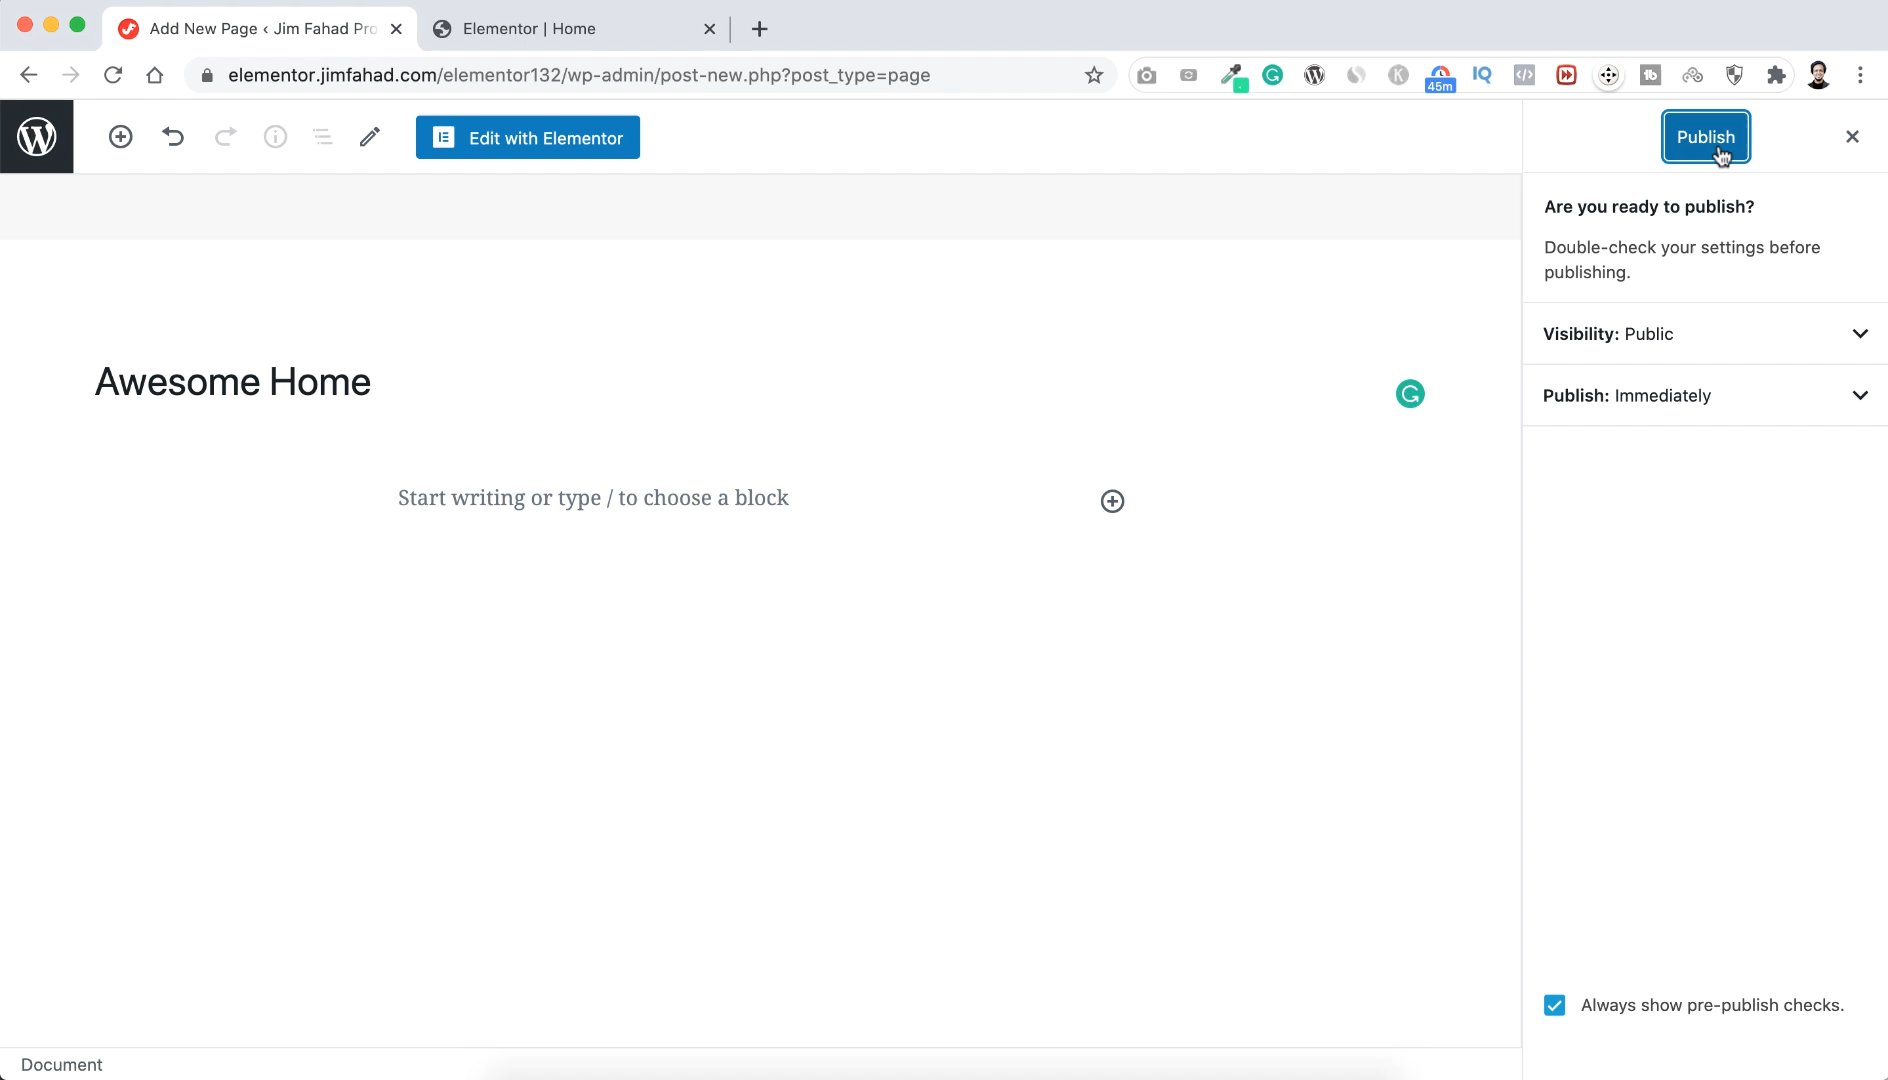 Add New Page ‹ Jim Fahad Pro
Elementor | Home
elementor.jimfahad.com/elementor132/wp-admin/post-new.php?post_type=page
45m
IQ
Edit with Elementor
Publish
Are you ready to publish?
Double-check your settings before
publishing.
Visibility: Public
Publish: Immediately
Awesome Home
Start writing or type / to choose a block
Always show pre-publish checks.
Document